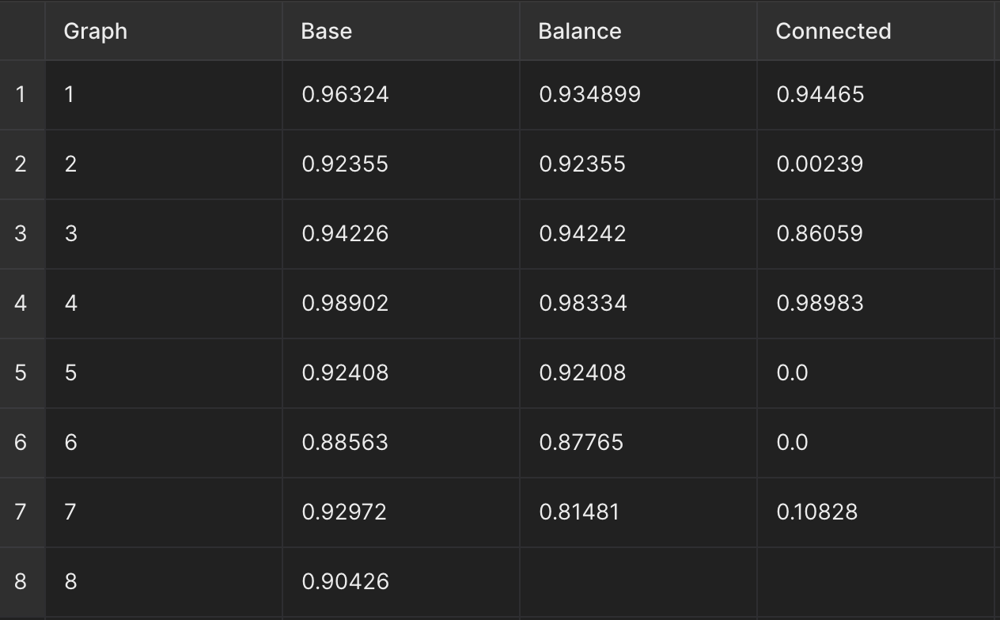 Graph Base Balance Connected
1 1 0.96324 0.934899 0.94465
2 2 0.92355 0.92355 0.00239
3 3 0.94226 0.94242 0.86059
4 4 0.98902 0.98334 0.98983
5 5 0.92408 0.92408 0.0
6 6 0.88563 0.87765 0.0
7 7 0.92972 0.81481 0.10828
8 8 0.90426